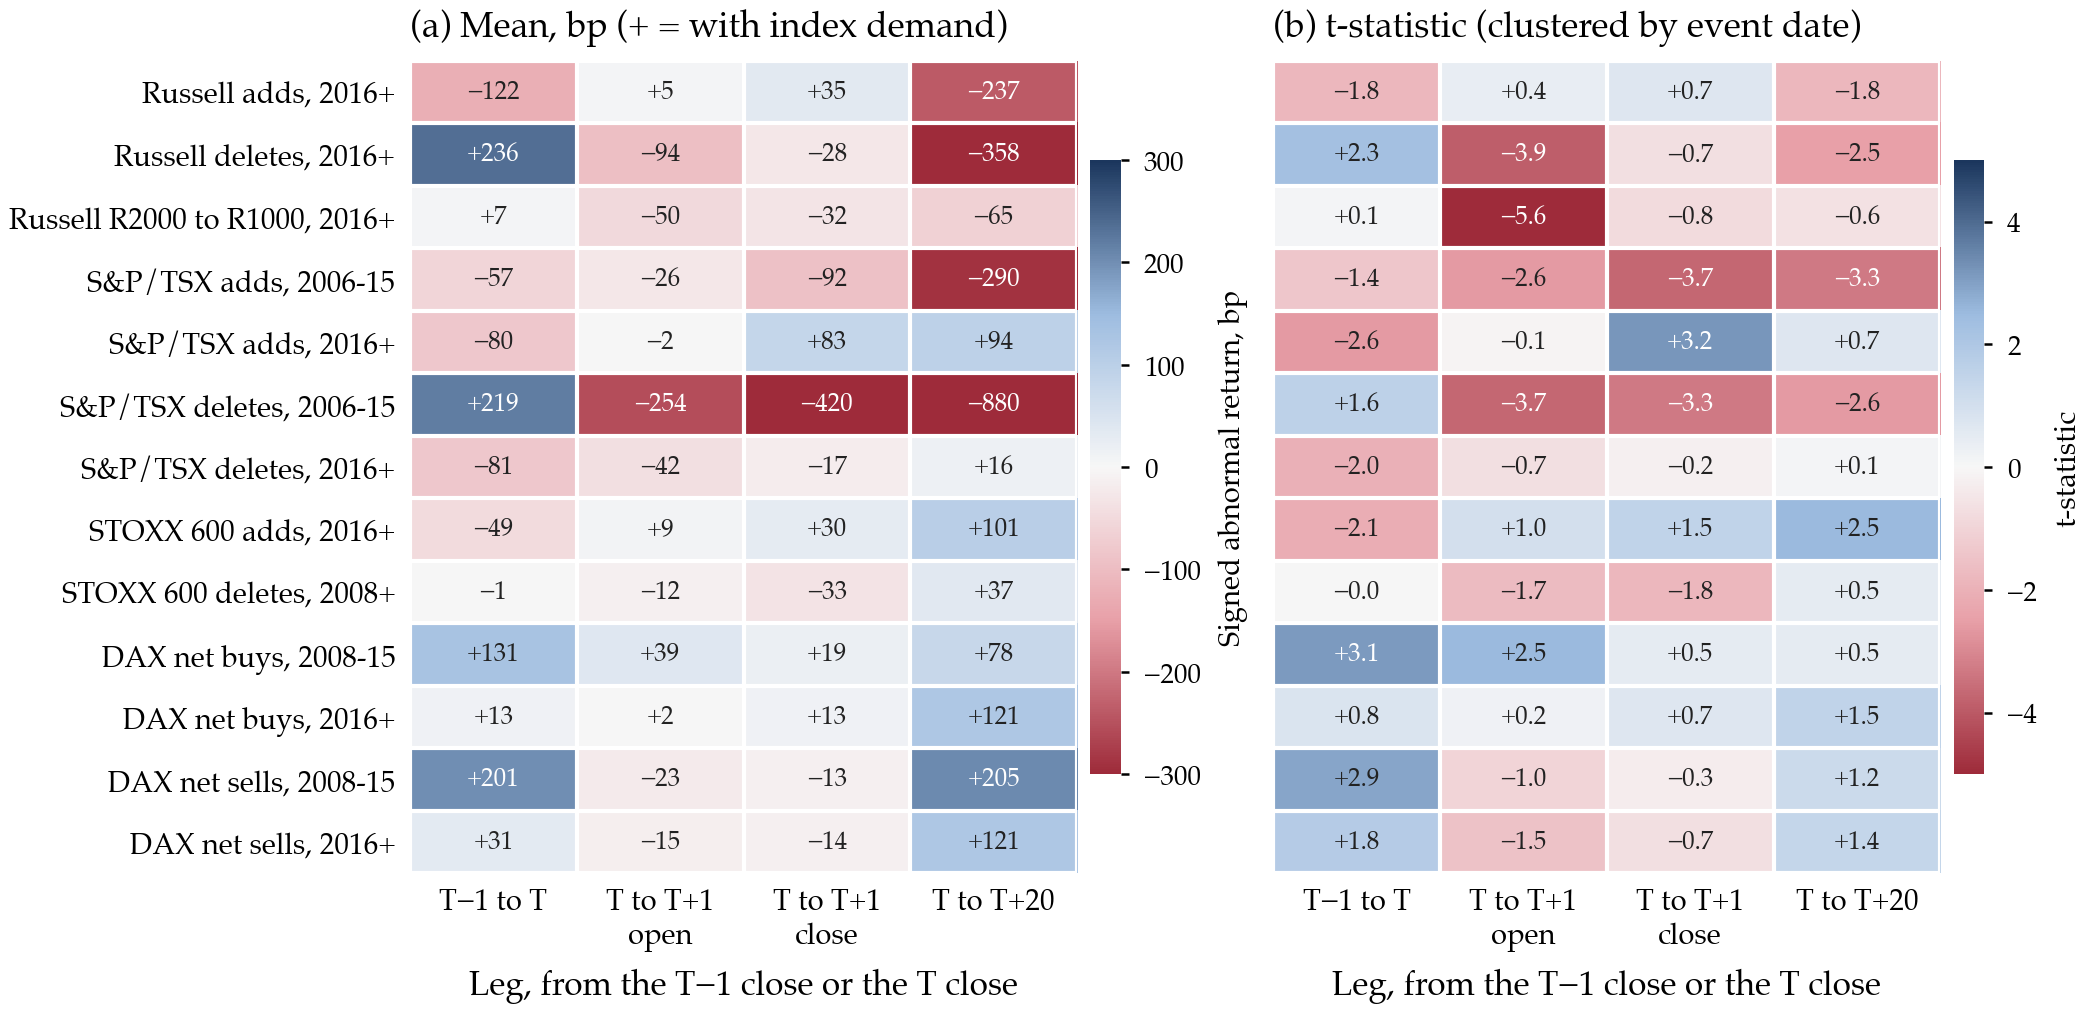 (a) Mean, bp (+ = with index demand)
(b) t-statistic (clustered by event date)
Russell adds, 2016+ −122 +5 +35 −237 −1.8 +0.4 +0.7 −1.8
Russell deletes, 2016+ +236 −94 −28 −358 +2.3 −3.9 −0.7 −2.5
Russell R2000 to R1000, 2016+ +7 −50 −32 −65 +0.1 −5.6 −0.8 −0.6
S&P/TSX adds, 2006-15 −57 −26 −92 −290 −1.4 −2.6 −3.7 −3.3
S&P/TSX adds, 2016+ −80 −2 +83 +94 −2.6 −0.1 +3.2 +0.7
S&P/TSX deletes, 2006-15 +219 −254 −420 −880 +1.6 −3.7 −3.3 −2.6
S&P/TSX deletes, 2016+ −81 −42 −17 +16 −2.0 −0.7 −0.2 +0.1
STOXX 600 adds, 2016+ −49 +9 +30 +101 −2.1 +1.0 +1.5 +2.5
STOXX 600 deletes, 2008+ −1 −12 −33 +37 −0.0 −1.7 −1.8 +0.5
DAX net buys, 2008-15 +131 +39 +19 +78 +3.1 +2.5 +0.5 +0.5
DAX net buys, 2016+ +13 +2 +13 +121 +0.8 +0.2 +0.7 +1.5
DAX net sells, 2008-15 +201 −23 −13 +205 +2.9 −1.0 −0.3 +1.2
DAX net sells, 2016+ +31 −15 −14 +121 +1.8 −1.5 −0.7 +1.4
T−1 to T T to T+1 T to T+1 T to T+20
open close
Leg, from the T−1 close or the T close
300
200
100
0
−100
−200
−300
Signed abnormal return, bp
T−1 to T T to T+1 T to T+1 T to T+20
open close
Leg, from the T−1 close or the T close
4
2
0
−2
−4
t-statistic